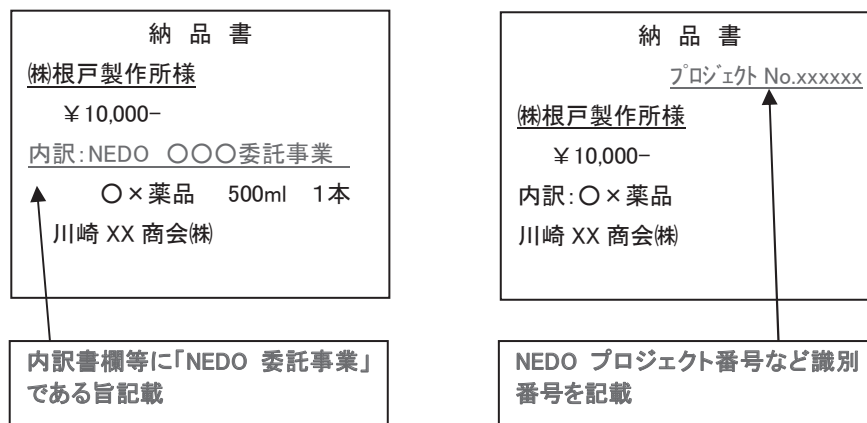 納 品 書
㈱根戸製作所様
￥10,000−
内訳：NEDO 〇〇〇委託事業
〇×薬品 500ml 1本
川崎 XX 商会㈱
内訳書欄等に「NEDO 委託事業」
である旨記載
納 品 書
ﾌﾟﾛｼﾞｪｸﾄ No.xxxxxx
㈱根戸製作所様
￥10,000−
内訳：〇×薬品
川崎 XX 商会㈱
NEDO プロジェクト番号など識別
番号を記載